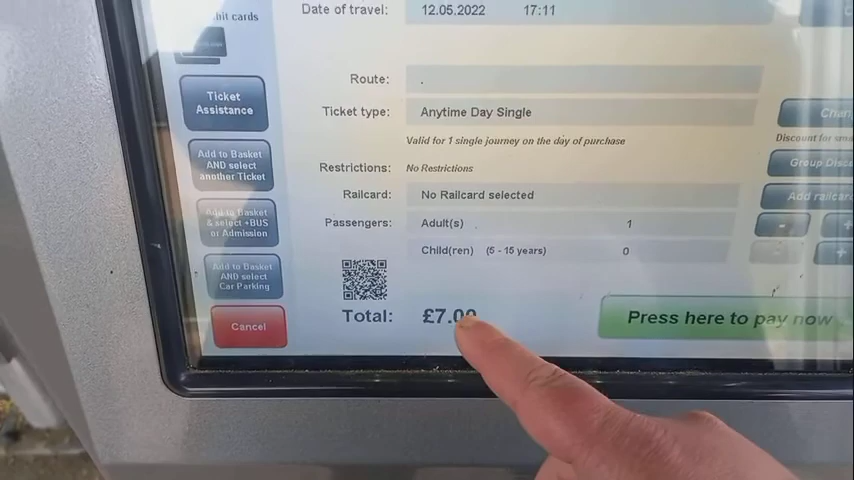 bit cards
Date of travel: 12.05.2022 17:11
Route: .
Ticket Assistance
Ticket type: Anytime Day Single
Valid for 1 single journey on the day of purchase
Discount for
Add to Basket
AND select
another Ticket
Restrictions: No Restrictions
Group
Railcard: No Railcard selected
Add railcard
Add to Basket
& select +BUS
or Admission
Passengers: Adult(s) 1
- +
Child(ren) (5 - 15 years) 0
- +
Add to Basket
AND select
Car Parking
Cancel
Total: £7.00
Press here to pay now